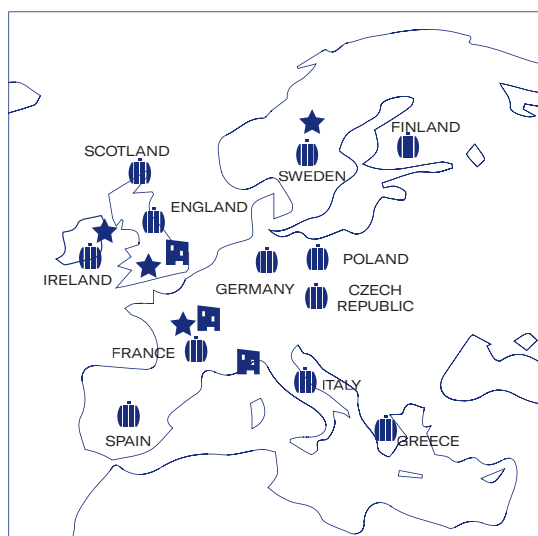 FINLAND
SCOTLAND
SWEDEN
ENGLAND
POLAND
IRELAND
GERMANY
CZECH
REPUBLIC
FRANCE
ITALY
SPAIN
GREECE